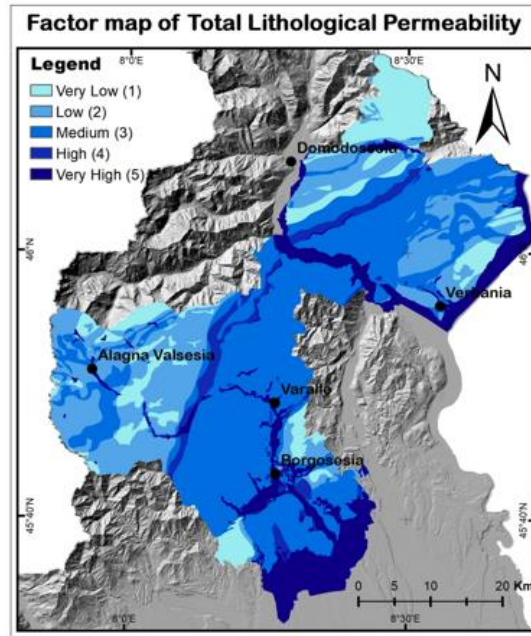 Factor map of Total Lithological Permeability
8°0'E
8°30'E
Legend
Very Low (1)
Low (2)
Medium (3)
High (4)
Very High (5)
N
Domodossola
46°N
46°
Verbania
Alagna Valsesia
Varallo
Borgosesia
45°40'N
45°40'N
0 5 10 20 Km
8°0'E
8°30'E